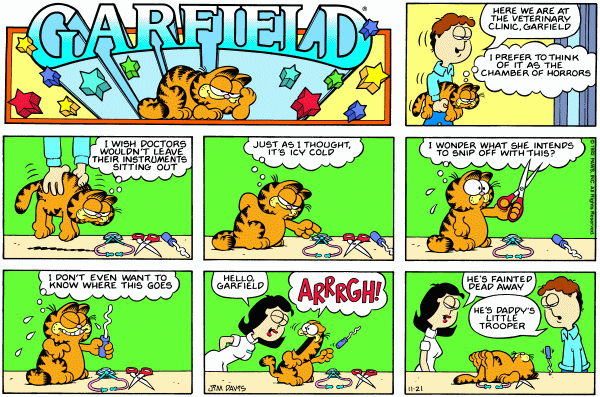 GARFIELD
®
HERE WE ARE AT
THE VETERINARY
CLINIC, GARFIELD
I PREFER TO THINK
OF IT AS THE
CHAMBER OF HORRORS
I WISH DOCTORS
WOULDN'T LEAVE
THEIR INSTRUMENTS
SITTING OUT
JUST AS I THOUGHT,
IT'S ICY COLD
I WONDER WHAT SHE INTENDS
TO SNIP OFF WITH THIS?
I DON'T EVEN WANT TO
KNOW WHERE THIS GOES
HELLO,
GARFIELD
ARRRGH!
JIM DAVIS
HE'S FAINTED
DEAD AWAY
HE'S DADDY'S
LITTLE
TROOPER
11-21